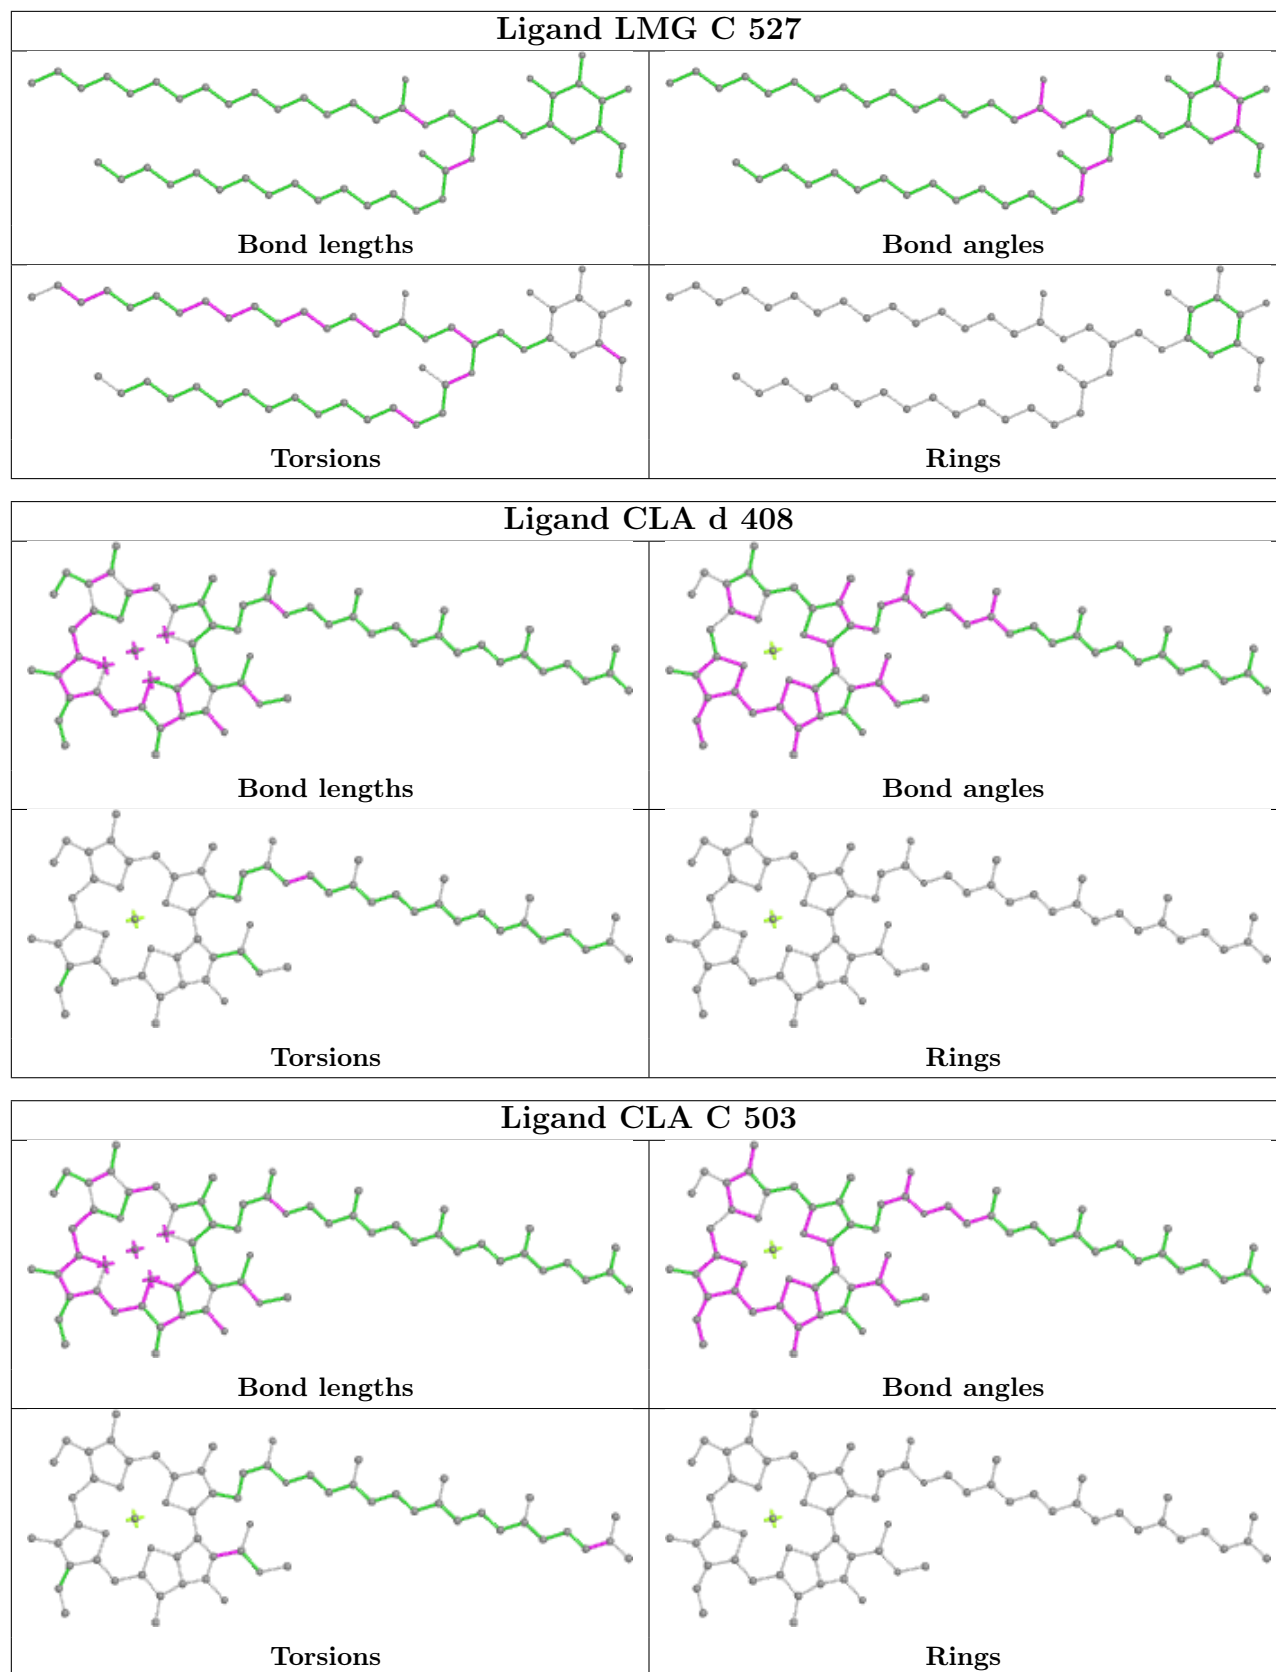 Ligand LMG C 527
Bond lengths
Bond angles
Torsions
Rings
Ligand CLA d 408
Bond lengths
Bond angles
Torsions
Rings
Ligand CLA C 503
Bond lengths
Bond angles
Torsions
Rings